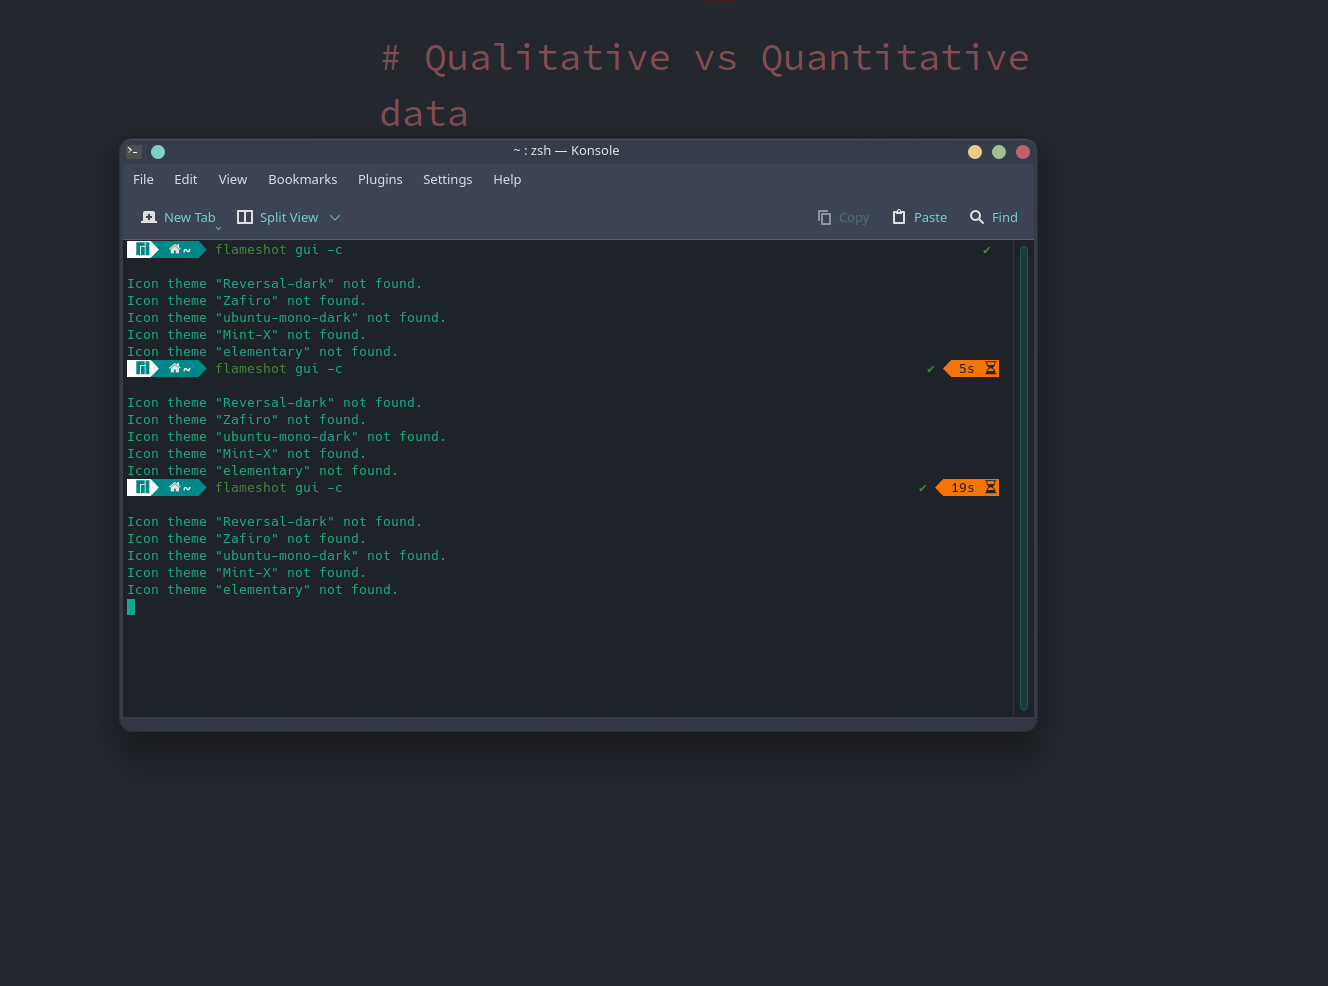 # Qualitative vs Quantitative
data
~ : zsh — Konsole
File Edit View Bookmarks Plugins Settings Help
New Tab Split View Copy Paste Find
~ flameshot gui -c ✔
Icon theme "Reversal-dark" not found.
Icon theme "Zafiro" not found.
Icon theme "ubuntu-mono-dark" not found.
Icon theme "Mint-X" not found.
Icon theme "elementary" not found.
~ flameshot gui -c ✔ 5s
Icon theme "Reversal-dark" not found.
Icon theme "Zafiro" not found.
Icon theme "ubuntu-mono-dark" not found.
Icon theme "Mint-X" not found.
Icon theme "elementary" not found.
~ flameshot gui -c ✔ 19s
Icon theme "Reversal-dark" not found.
Icon theme "Zafiro" not found.
Icon theme "ubuntu-mono-dark" not found.
Icon theme "Mint-X" not found.
Icon theme "elementary" not found.